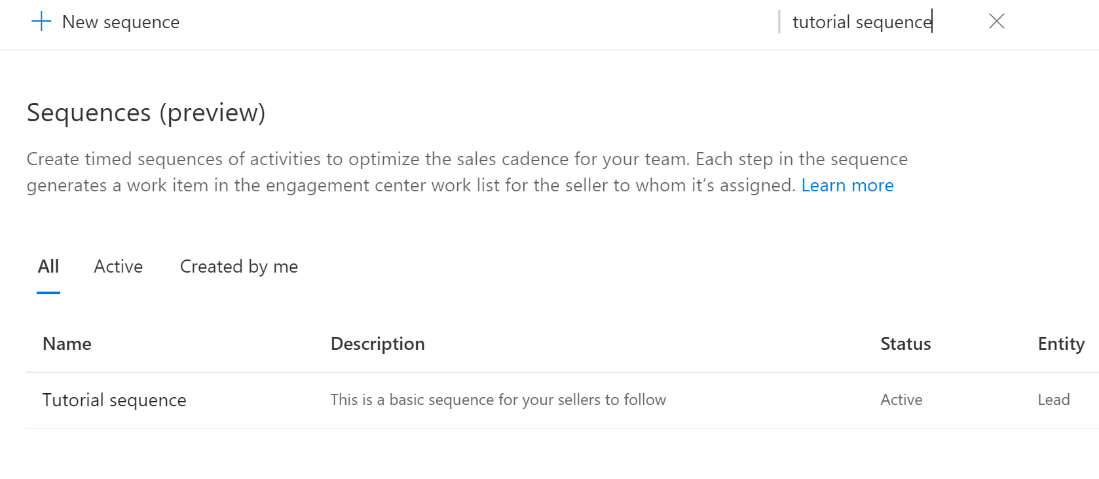 New sequence tutorial sequence
Sequences (preview)
Create timed sequences of activities to optimize the sales cadence for your team. Each step in the sequence
generates a work item in the engagement center work list for the seller to whom it's assigned. Learn more
All Active Created by me
Name Description Status Entity
Tutorial sequence This is a basic sequence for your sellers to follow Active Lead